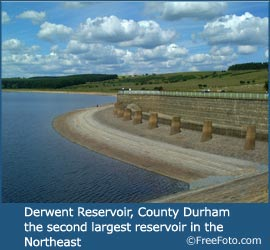 Derwent Reservoir, County Durham
the second largest reservoir in the
Northeast
©FreeFoto.com